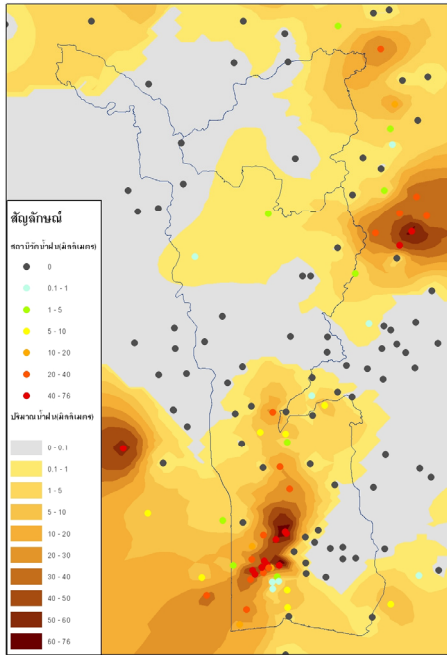 สัญลักษณ์
สถานีวัดน้ำฝน(มิลลิเมตร)
0
0.1 - 1
1 - 5
5 - 10
10 - 20
20 - 40
40 - 76
ปริมาณน้ำฝน(มิลลิเมตร)
0 - 0.1
0.1 - 1
1 - 5
5 - 10
10 - 20
20 - 30
30 - 40
40 - 50
50 - 60
60 - 76